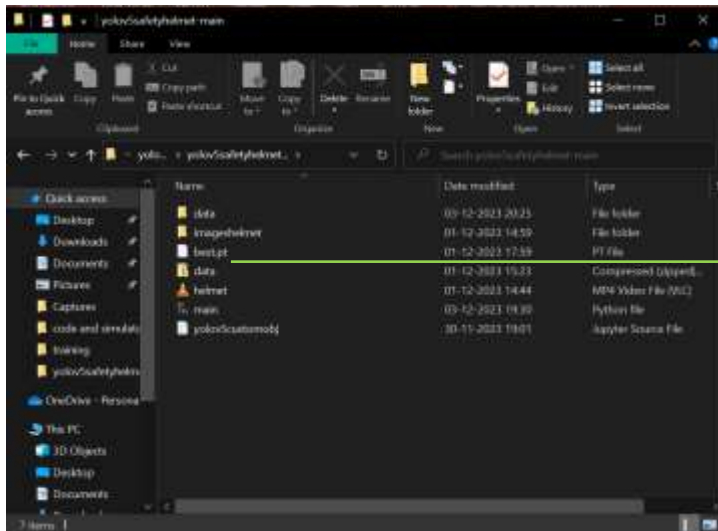 yolov5safetyhelmet-main
File Home Share View
Pin to Quick access
Copy
Paste
Cut
Copy path
Paste shortcut
Move to
Copy to
Delete
Rename
New folder
Properties
Open
Edit
History
Select all
Select none
Invert selection
Clipboard Organize New Open Select
yolo.. › yolov5safetyhelmet.. ›
Search yolov5safetyhelmet-main
Name Date modified Type
data 03-12-2023 20:25 File folder
imageshelmet 01-12-2023 14:59 File folder
best.pt 01-12-2023 17:59 PT File
data 01-12-2023 15:23 Compressed (zipped)...
helmet 01-12-2023 14:44 MP4 Video File (VLC)
main 03-12-2023 19:30 Python File
yolov5customobj 30-11-2023 19:01 Jupyter Source File
Quick access
Desktop
Downloads
Documents
Pictures
Captures
code and simulati
training
yolov5safetyhelm
OneDrive - Persona
This PC
3D Objects
Desktop
Documents
7 items